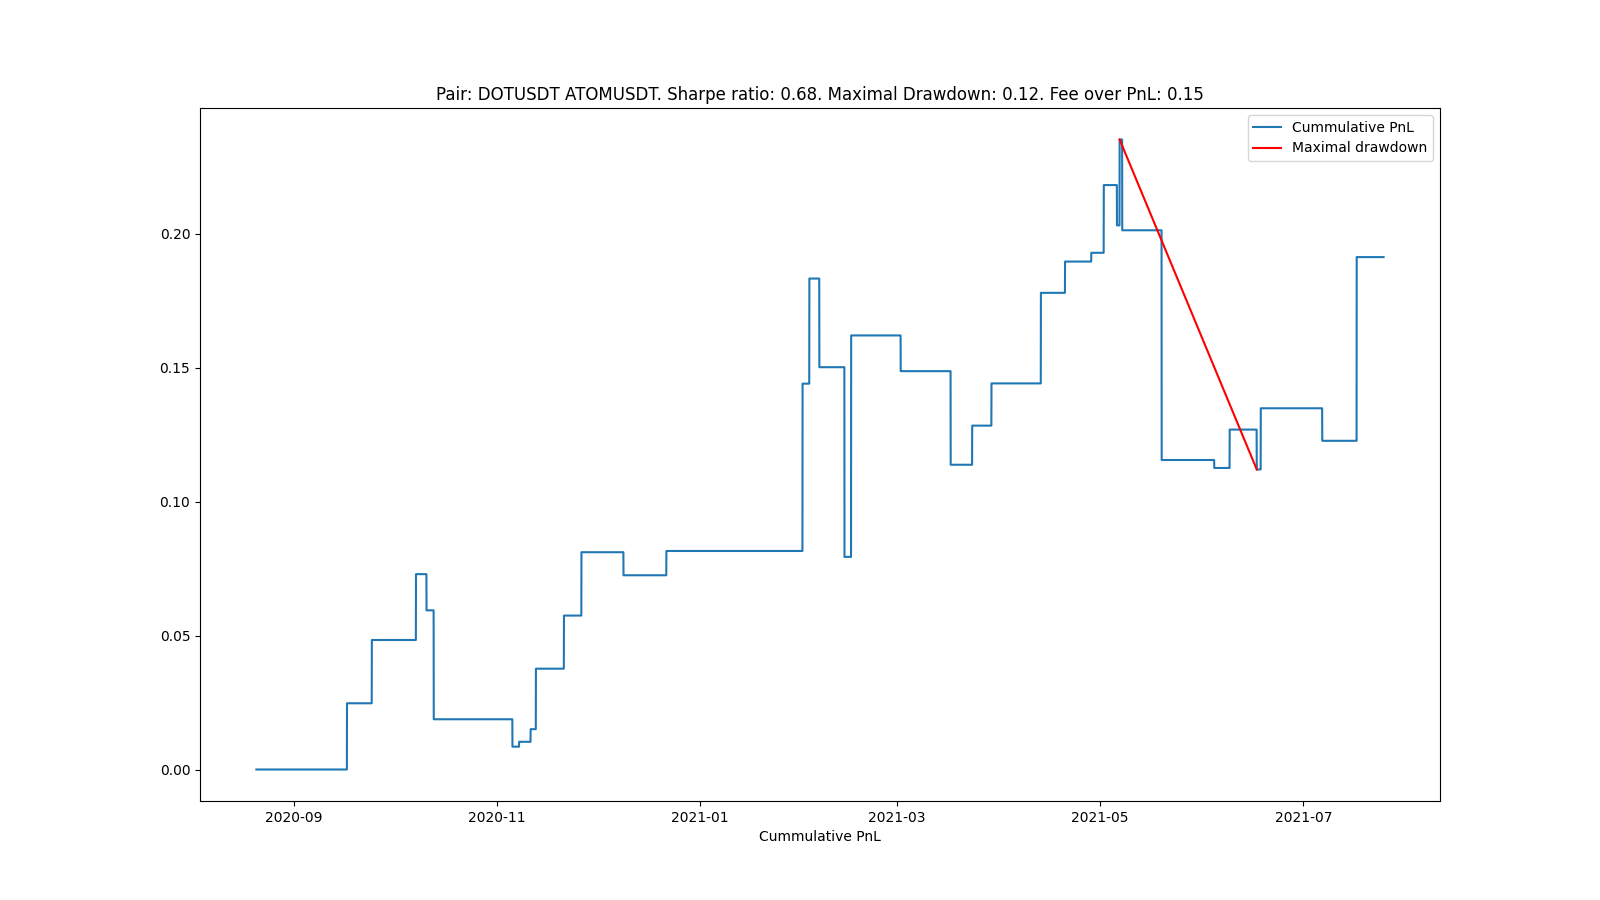 Pair: DOTUSDT ATOMUSDT. Sharpe ratio: 0.68. Maximal Drawdown: 0.12. Fee over PnL: 0.15
Cummulative PnL
Maximal drawdown
0.20
0.15
0.10
0.05
0.00
2020-09 2020-11 2021-01 2021-03 2021-05 2021-07
Cummulative PnL